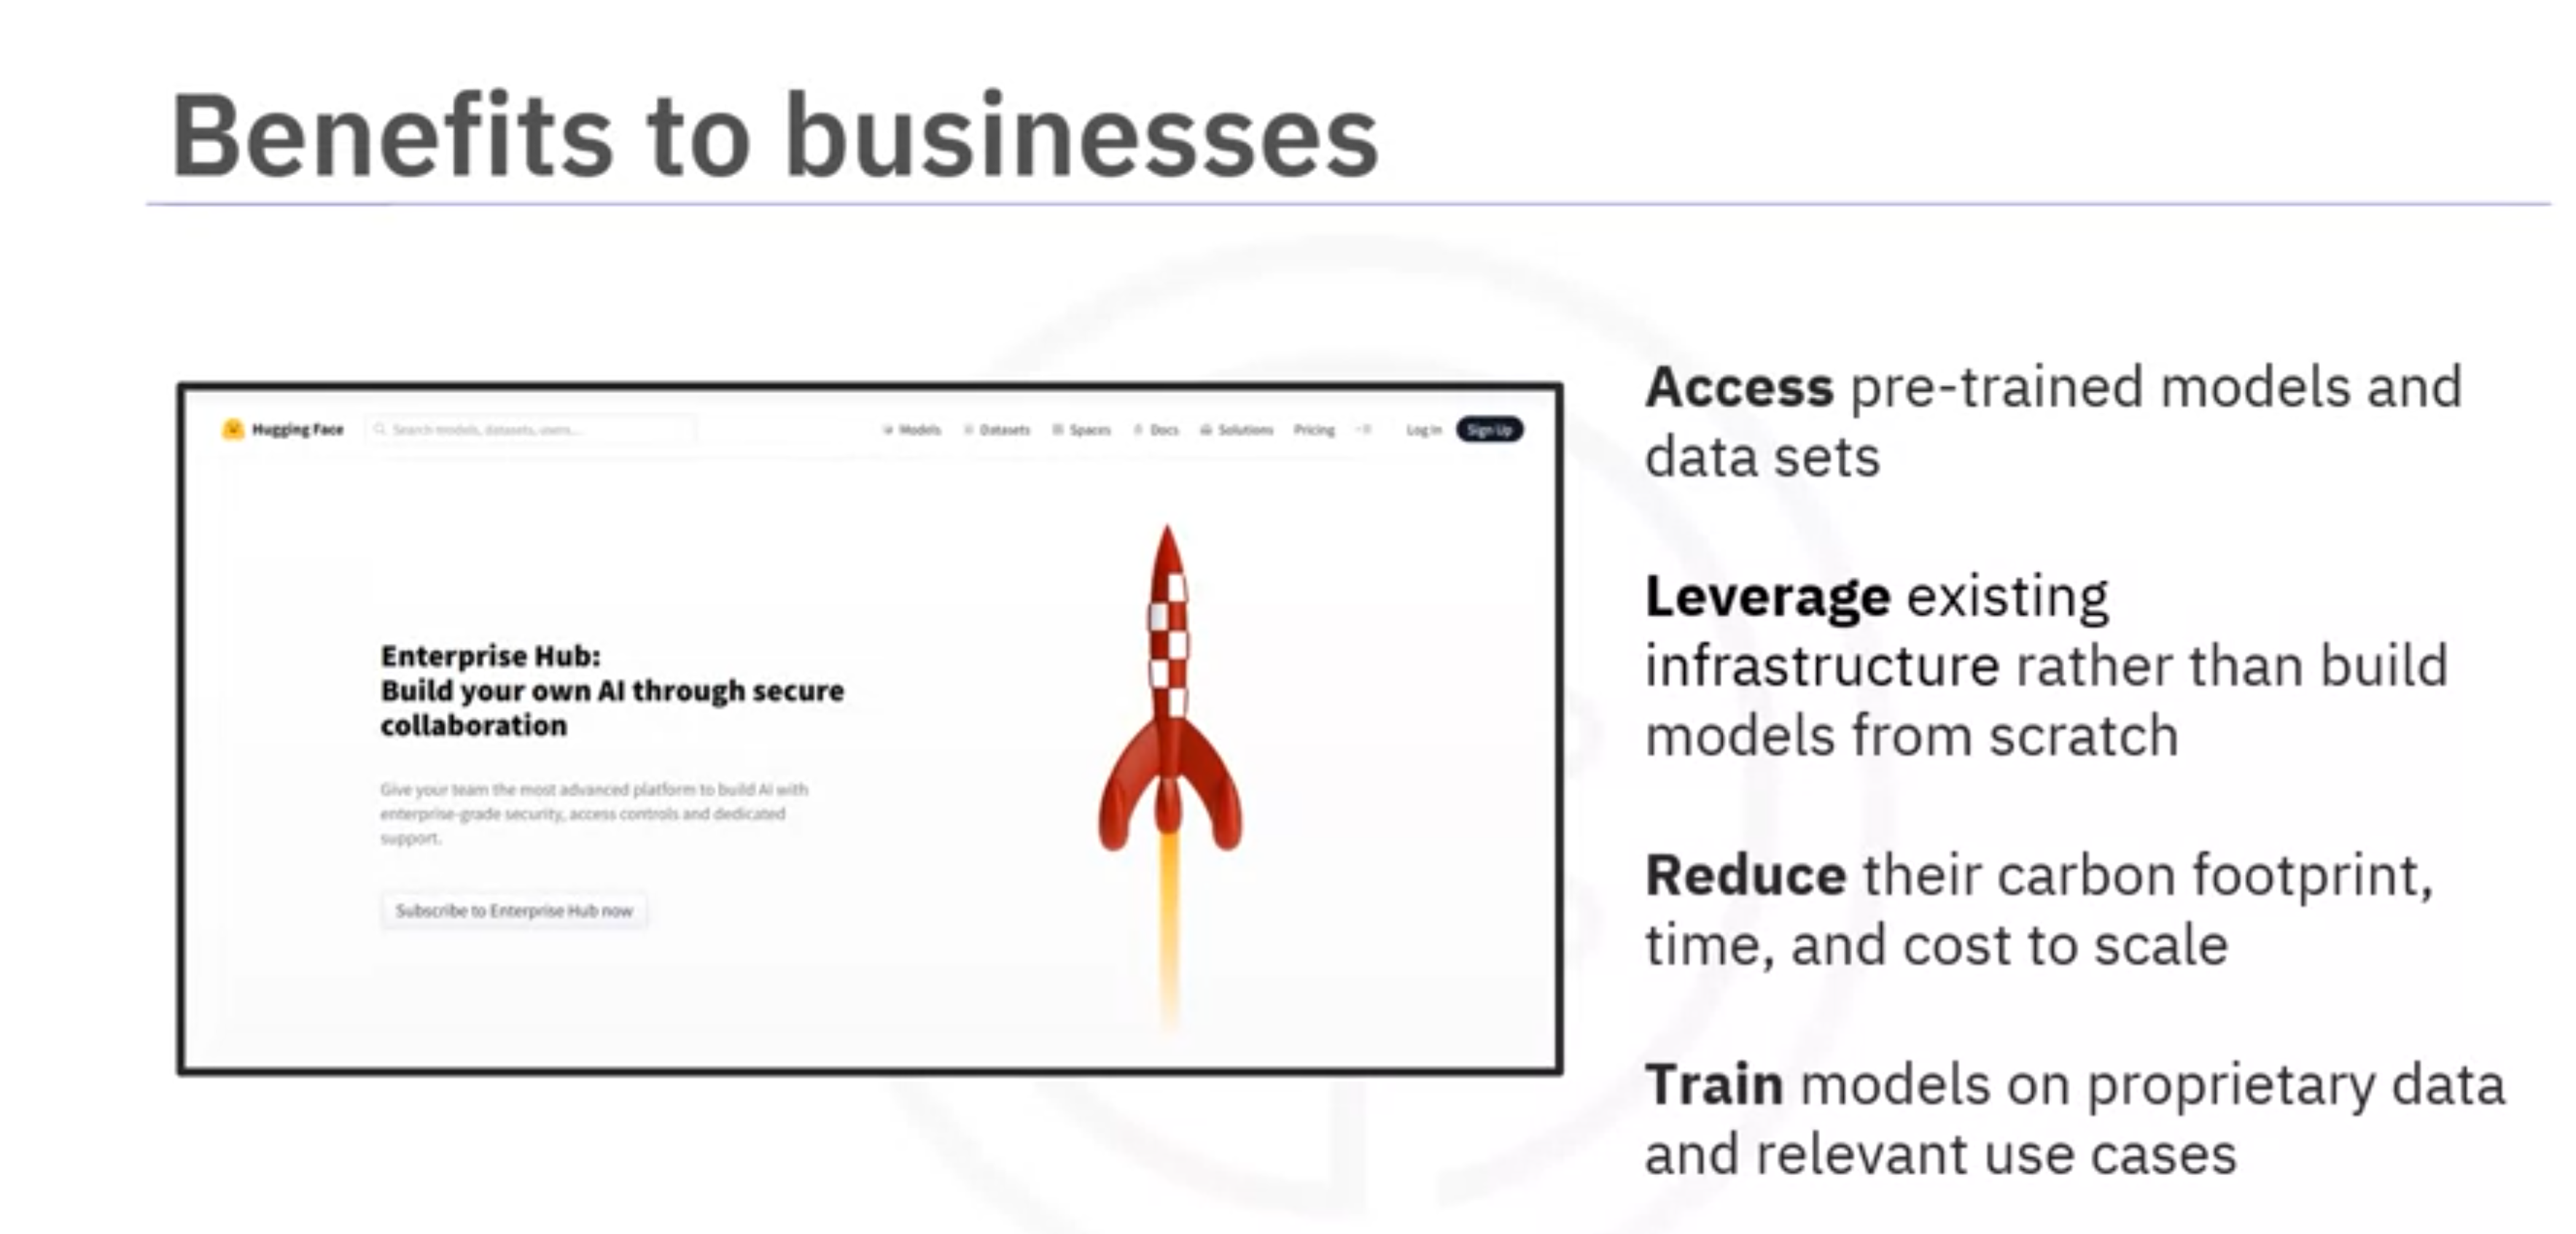 Benefits to businesses
Hugging Face
Search models, datasets, users...
Models
Datasets
Spaces
Docs
Solutions
Pricing
Log In
Sign Up
Enterprise Hub:
Build your own AI through secure
collaboration
Give your team the most advanced platform to build AI with
enterprise-grade security, access controls and dedicated
support.
Subscribe to Enterprise Hub now
Access pre-trained models and
data sets
Leverage existing
infrastructure rather than build
models from scratch
Reduce their carbon footprint,
time, and cost to scale
Train models on proprietary data
and relevant use cases